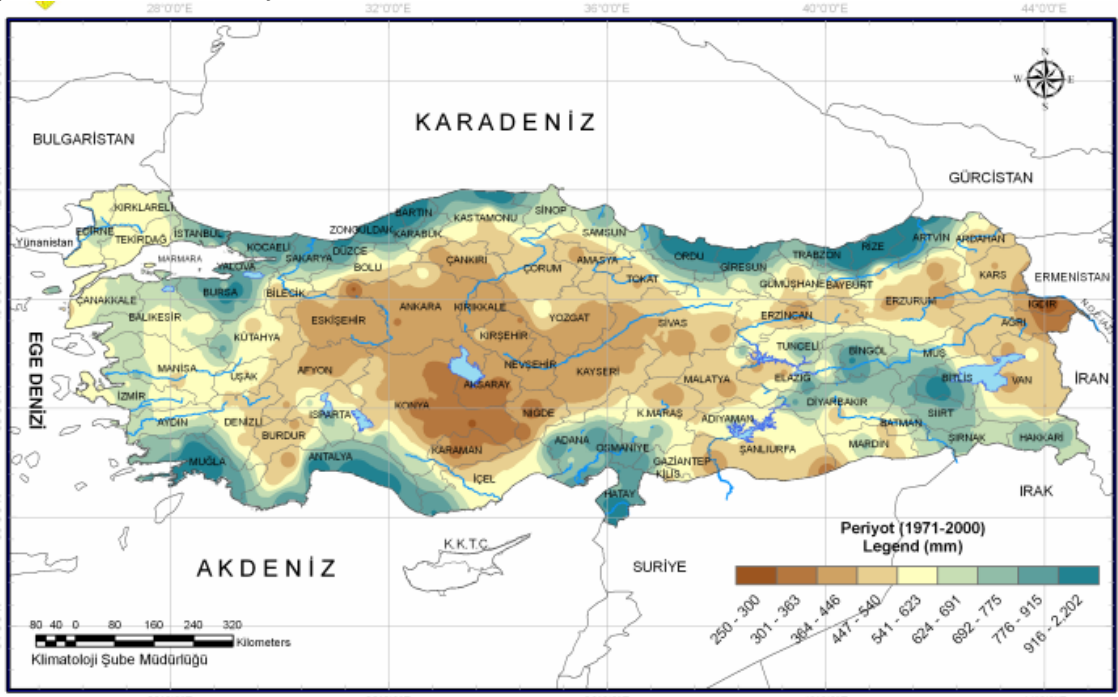 28°0'0"E 32°0'0"E 36°0'0"E 40°0'0"E 44°0'0"E
N
W E
S
KARADENİZ
BULGARİSTAN
GÜRCİSTAN
Yunanistan
ERMENİSTAN
İRAN
IRAK
SURİYE
K.K.T.C
AKDENİZ
EGE DENİZİ
MARMARA
KIRKLARELİ
EDİRNE
TEKİRDAĞ
İSTANBUL
KOCAELİ
YALOVA
SAKARYA
DÜZCE
ZONGULDAK
BARTIN
KARABÜK
KASTAMONU
SİNOP
SAMSUN
ORDU
GİRESUN
TRABZON
RİZE
ARTVİN
ARDAHAN
ÇANAKKALE
BALIKESİR
BURSA
BİLECİK
BOLU
ÇANKIRI
ÇORUM
AMASYA
TOKAT
GÜMÜŞHANE
BAYBURT
ERZURUM
KARS
IĞDIR
AĞRI
KÜTAHYA
ESKİŞEHİR
ANKARA
KIRIKKALE
KIRŞEHİR
YOZGAT
SİVAS
ERZİNCAN
TUNCELİ
BİNGÖL
MUŞ
BİTLİS
VAN
MANİSA
UŞAK
AFYON
İZMİR
AYDIN
DENİZLİ
BURDUR
ISPARTA
KONYA
AKSARAY
NEVŞEHİR
NİĞDE
KAYSERİ
MALATYA
ELAZIĞ
DİYARBAKIR
BATMAN
SİİRT
ŞIRNAK
HAKKARİ
MARDİN
ŞANLIURFA
ADIYAMAN
K.MARAŞ
GAZİANTEP
KİLİS
OSMANİYE
ADANA
HATAY
İÇEL
KARAMAN
ANTALYA
MUĞLA
Periyot (1971-2000)
Legend (mm)
250 - 300
301 - 363
364 - 446
447 - 540
541 - 623
624 - 691
692 - 775
776 - 915
916 - 2,202
80 40 0 80 160 240 320
Kilometers
Klimatoloji Şube Müdürlüğü